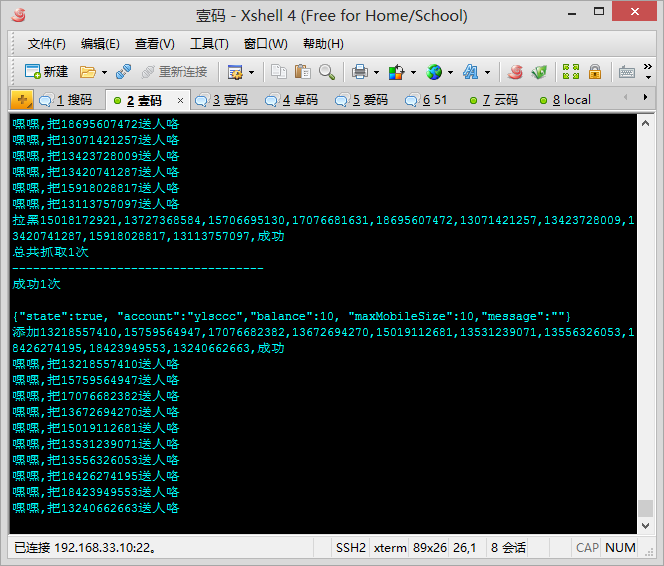 壹码 - Xshell 4 (Free for Home/School)
文件(F) 编辑(E) 查看(V) 工具(T) 窗口(W) 帮助(H)
新建 重新连接
1 搜码 2 壹码 3 壹码 4 卓码 5 爱码 6 51 7 云码 8 local
嘿嘿,把18695607472送人咯
嘿嘿,把13071421257送人咯
嘿嘿,把13423728009送人咯
嘿嘿,把13420741287送人咯
嘿嘿,把15918028817送人咯
嘿嘿,把13113757097送人咯
拉黑15018172921,13727368584,15706695130,17076681631,18695607472,13071421257,13423728009,1
3420741287,15918028817,13113757097,成功
总共抓取1次
------------------------------------
成功1次
{"state":true, "account":"ylsccc","balance":10, "maxMobileSize":10,"message":""}
添加13218557410,15759564947,17076682382,13672694270,15019112681,13531239071,13556326053,1
8426274195,18423949553,13240662663,成功
嘿嘿,把13218557410送人咯
嘿嘿,把15759564947送人咯
嘿嘿,把17076682382送人咯
嘿嘿,把13672694270送人咯
嘿嘿,把15019112681送人咯
嘿嘿,把13531239071送人咯
嘿嘿,把13556326053送人咯
嘿嘿,把18426274195送人咯
嘿嘿,把18423949553送人咯
嘿嘿,把13240662663送人咯
已连接 192.168.33.10:22。 SSH2 xterm 89x26 26,1 8 会话 CAP NUM